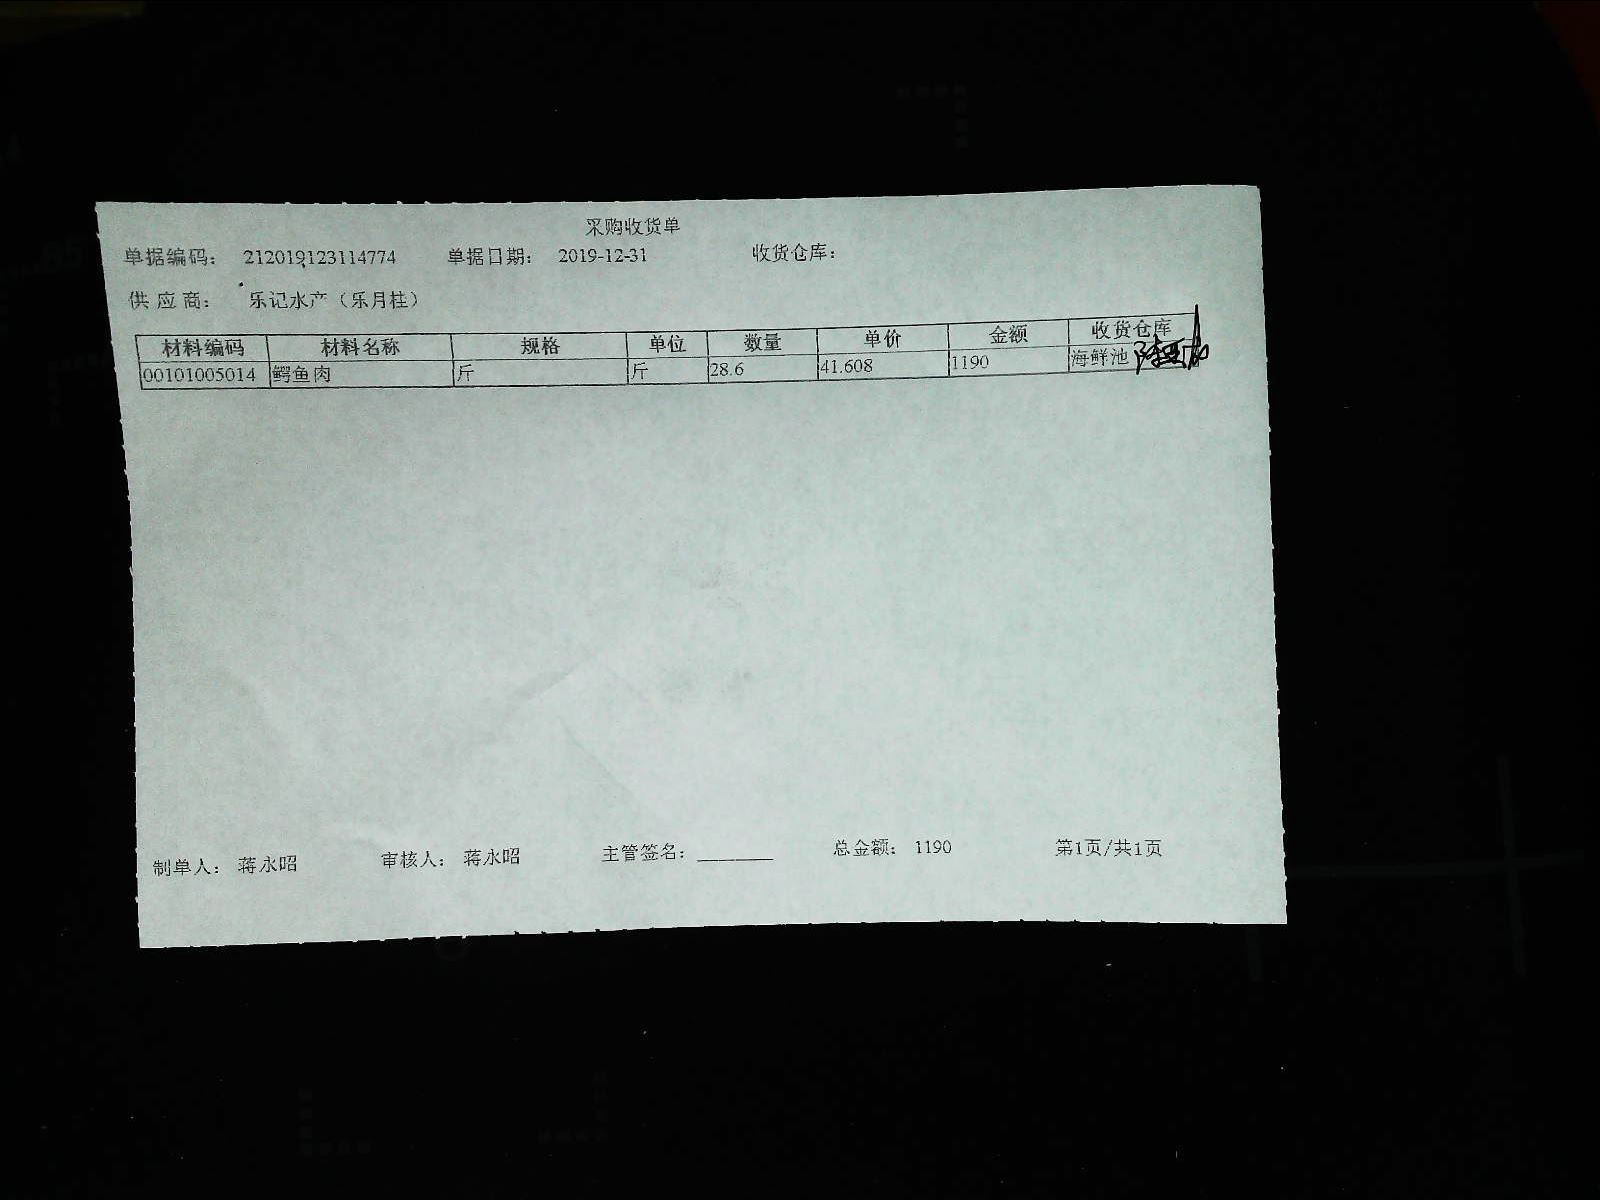 采购收货单
单据编码： 212019123114774 单据日期： 2019-12-31 收货仓库：
供应商： 乐记水产（乐月桂）
材料编码 材料名称 规格 单位 数量 单价 金额 收货仓库
00101005014 鳄鱼肉 斤 斤 28.6 41.608 1190 海鲜池
制单人： 蒋永昭 审核人： 蒋永昭 主管签名： 总金额： 1190 第1页/共1页